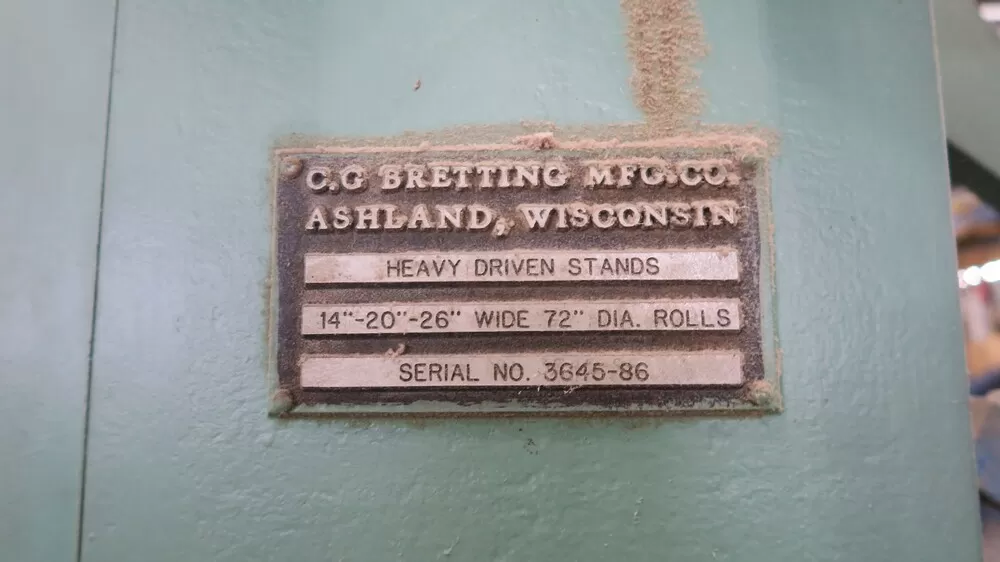 C.G BRETTING MFG.CO.
ASHLAND, WISCONSIN
HEAVY DRIVEN STANDS
14"-20"-26" WIDE 72" DIA. ROLLS
SERIAL NO. 3645-86